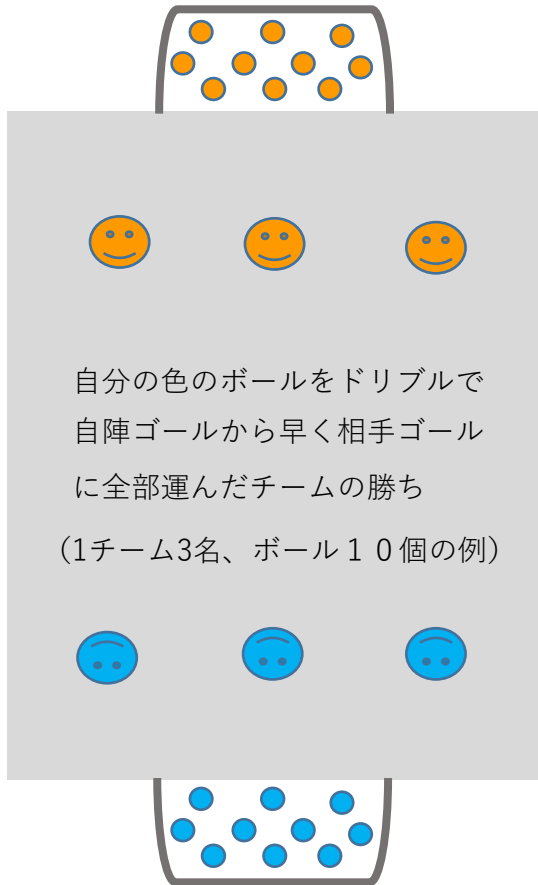 自分の色のボールをドリブルで
自陣ゴールから早く相手ゴール
に全部運んだチームの勝ち
（1チーム3名、ボール１０個の例）